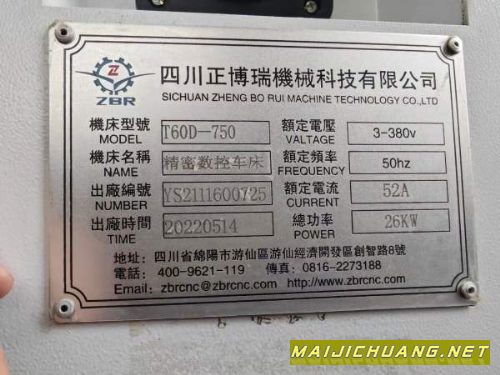 ZBR
四川正博瑞機械科技有限公司
SICHUAN ZHENG BO RUI MACHINE TECHNOLOGY CO.,LTD
機床型號 T60D-750 額定電壓 3-380v
MODEL VALTAGE
機床名稱 精密数控车床 額定頻率 50hz
NAME FREQUENCY
出廠編號 YS2111600725 額定電流 52A
NUMBER CURRENT
出廠時間 20220514 總功率 26KW
TIME POWER
地址: 四川省綿陽市游仙區游仙經濟開發區創智路8號
電話: 400-9621-119 傳真: 0816-2273188
Email: zbrcnc@zbrcnc.com http://www.zbrcnc.com
MAIJICHUANG.NET